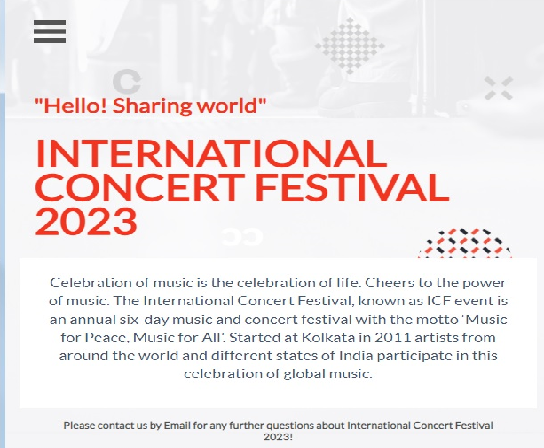 "Hello! Sharing world"
INTERNATIONAL
CONCERT FESTIVAL
2023
Celebration of music is the celebration of life. Cheers to the power
of music. The International Concert Festival, known as ICF event is
an annual six-day music and concert festival with the motto 'Music
for Peace, Music for All'. Started at Kolkata in 2011 artists from
around the world and different states of India participate in this
celebration of global music.
Please contact us by Email for any further questions about International Concert Festival
2023!